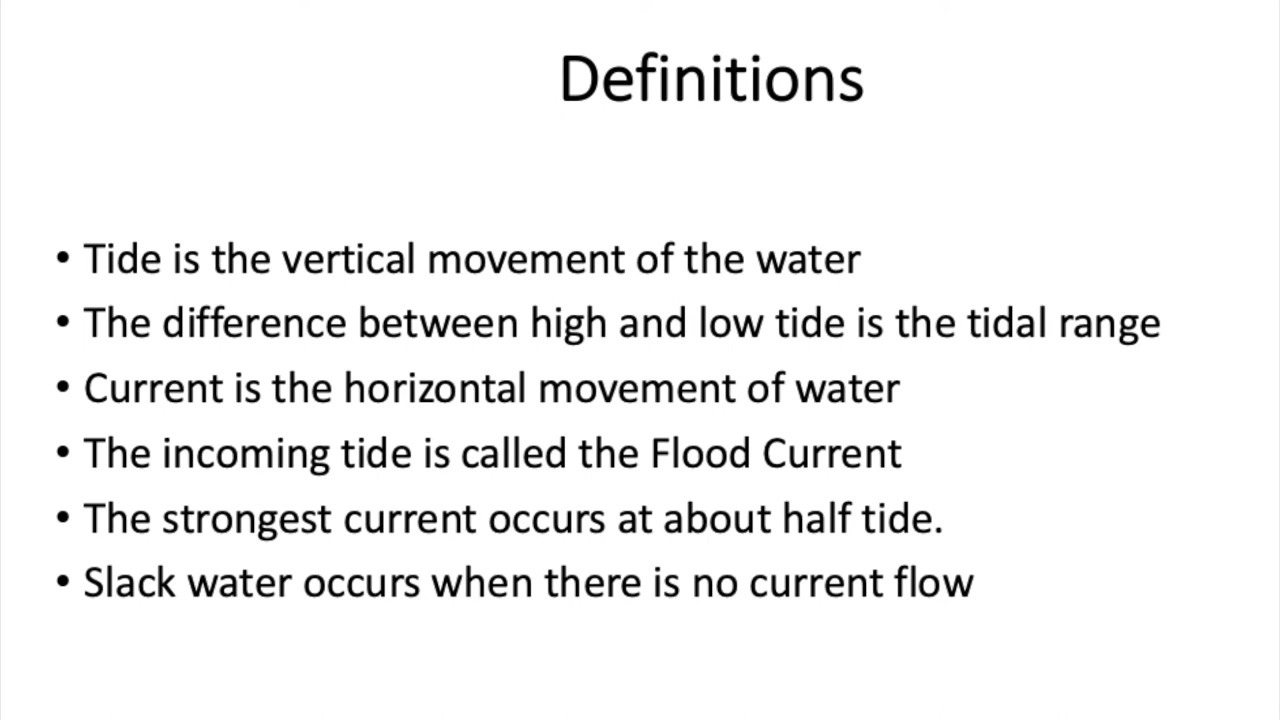 Definitions
• Tide is the vertical movement of the water
• The difference between high and low tide is the tidal range
• Current is the horizontal movement of water
• The incoming tide is called the Flood Current
• The strongest current occurs at about half tide.
• Slack water occurs when there is no current flow